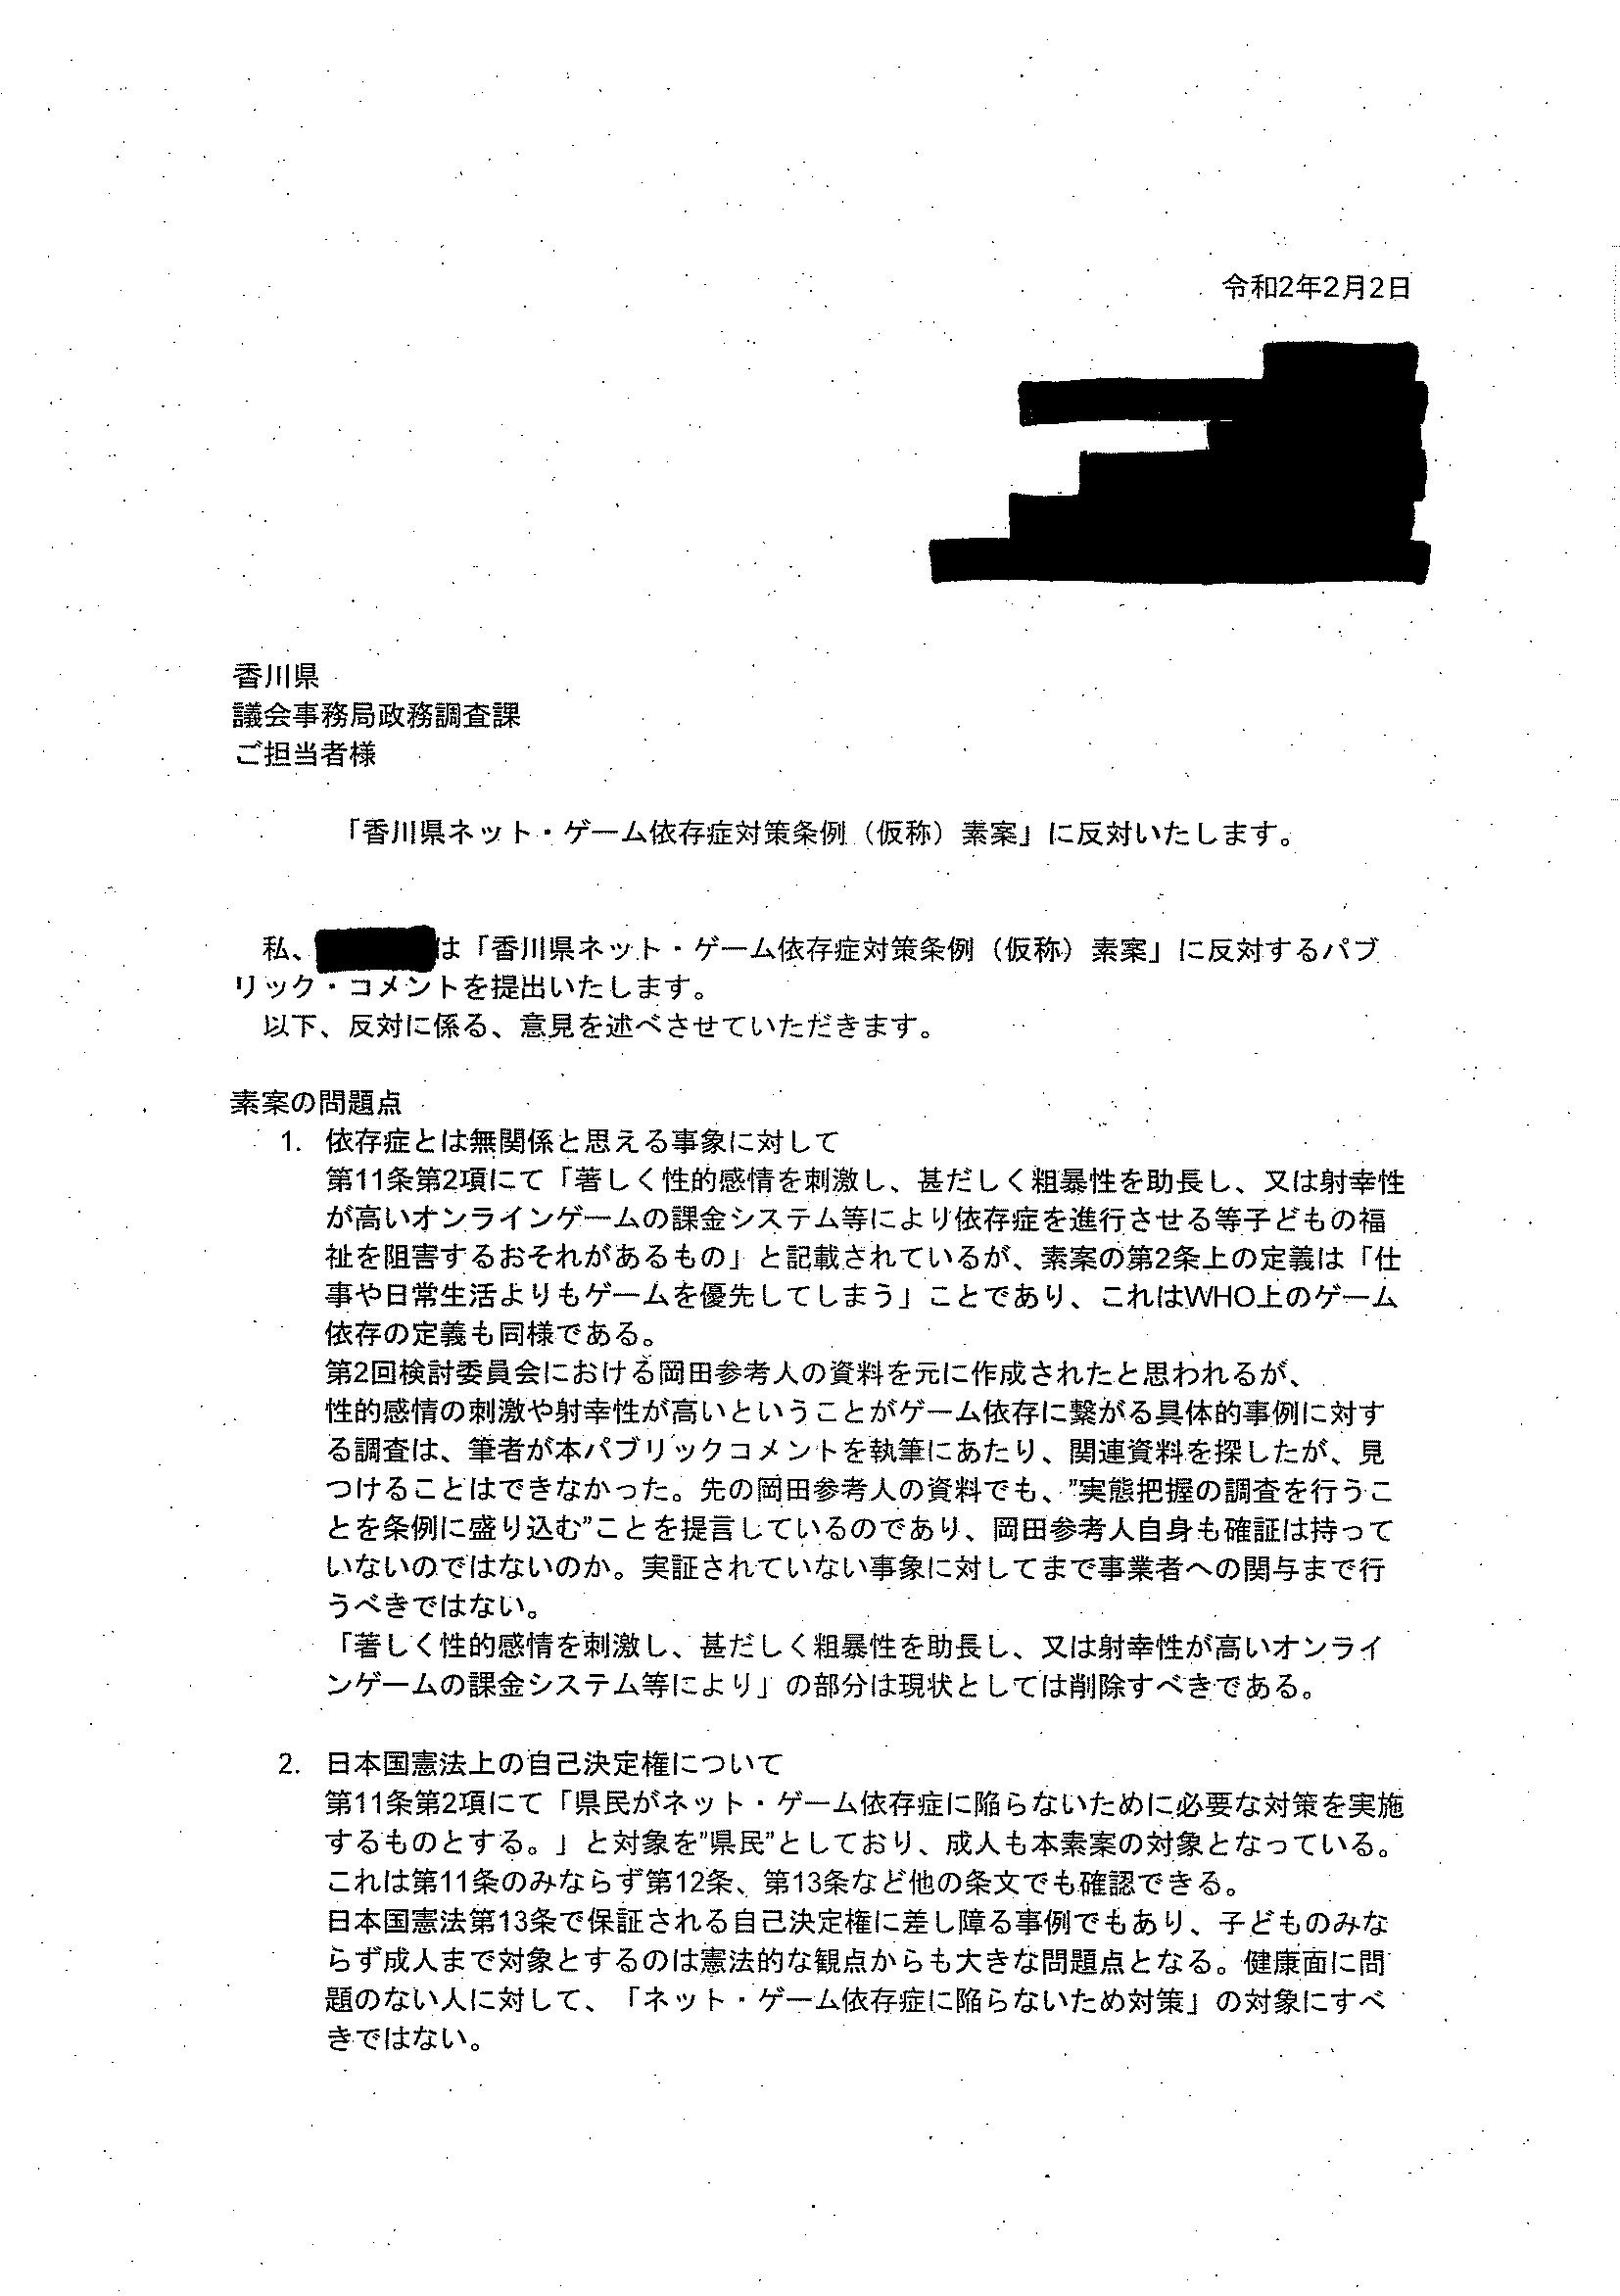 令和2年2月2日
香川県
議会事務局政務調査課
ご担当者様
「香川県ネット・ゲーム依存症対策条例（仮称）素案」に反対いたします。
私、は「香川県ネット・ゲーム依存症対策条例（仮称）素案」に反対するパブ
リック・コメントを提出いたします。
以下、反対に係る、意見を述べさせていただきます。
素案の問題点
1. 依存症とは無関係と思える事象に対して
第11条第2項にて「著しく性的感情を刺激し、甚だしく粗暴性を助長し、又は射幸性
が高いオンラインゲームの課金システム等により依存症を進行させる等子どもの福
祉を阻害するおそれがあるもの」と記載されているが、素案の第2条上の定義は「仕
事や日常生活よりもゲームを優先してしまう」ことであり、これはWHO上のゲーム
依存の定義も同様である。
第2回検討委員会における岡田参考人の資料を元に作成されたと思われるが、
性的感情の刺激や射幸性が高いということがゲーム依存に繋がる具体的事例に対す
る調査は、筆者が本パブリックコメントを執筆にあたり、関連資料を探したが、見
つけることはできなかった。先の岡田参考人の資料でも、”実態把握の調査を行うこ
とを条例に盛り込む”ことを提言しているのであり、岡田参考人自身も確証は持って
いないのではないのか。実証されていない事象に対してまで事業者への関与まで行
うべきではない。
「著しく性的感情を刺激し、甚だしく粗暴性を助長し、又は射幸性が高いオンライ
ンゲームの課金システム等により」の部分は現状としては削除すべきである。
2. 日本国憲法上の自己決定権について
第11条第2項にて「県民がネット・ゲーム依存症に陥らないために必要な対策を実施
するものとする。」と対象を”県民”としており、成人も本素案の対象となっている。
これは第11条のみならず第12条、第13条など他の条文でも確認できる。
日本国憲法第13条で保証される自己決定権に差し障る事例でもあり、子どものみな
らず成人まで対象とするのは憲法的な観点からも大きな問題点となる。健康面に問
題のない人に対して、「ネット・ゲーム依存症に陥らないため対策」の対象にすべ
きではない。